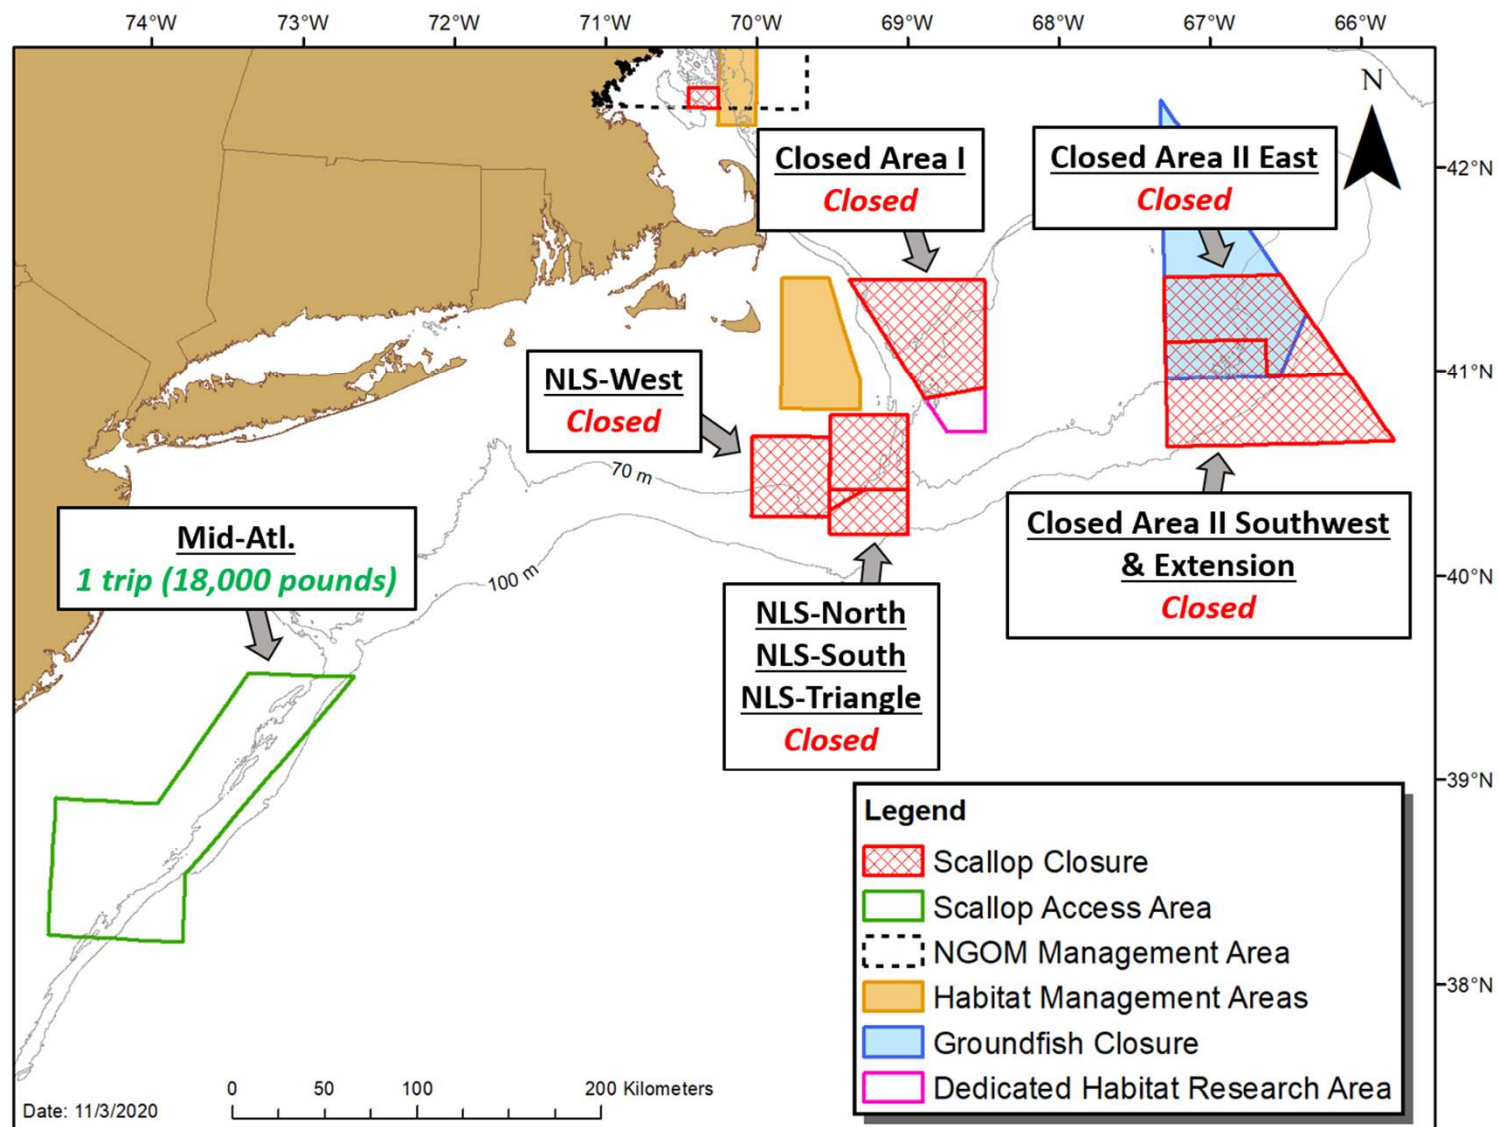 74°W 73°W 72°W 71°W 70°W 69°W 68°W 67°W 66°W
N
42°N
41°N
40°N
39°N
38°N
Closed Area I
Closed
Closed Area II East
Closed
NLS-West
Closed
70 m
100 m
Mid-Atl.
1 trip (18,000 pounds)
NLS-North
NLS-South
NLS-Triangle
Closed
Closed Area II Southwest
& Extension
Closed
Legend
Scallop Closure
Scallop Access Area
NGOM Management Area
Habitat Management Areas
Groundfish Closure
Dedicated Habitat Research Area
0 50 100 200 Kilometers
Date: 11/3/2020